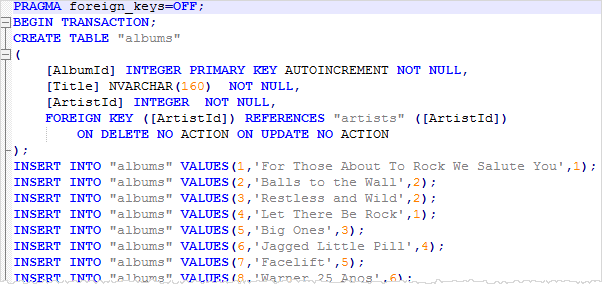 PRAGMA foreign_keys=OFF;
BEGIN TRANSACTION;
CREATE TABLE "albums"
(
    [AlbumId] INTEGER PRIMARY KEY AUTOINCREMENT NOT NULL,
    [Title] NVARCHAR(160)  NOT NULL,
    [ArtistId] INTEGER  NOT NULL,
    FOREIGN KEY ([ArtistId]) REFERENCES "artists" ([ArtistId])
        ON DELETE NO ACTION ON UPDATE NO ACTION
);
INSERT INTO "albums" VALUES(1,'For Those About To Rock We Salute You',1);
INSERT INTO "albums" VALUES(2,'Balls to the Wall',2);
INSERT INTO "albums" VALUES(3,'Restless and Wild',2);
INSERT INTO "albums" VALUES(4,'Let There Be Rock',1);
INSERT INTO "albums" VALUES(5,'Big Ones',3);
INSERT INTO "albums" VALUES(6,'Jagged Little Pill',4);
INSERT INTO "albums" VALUES(7,'Facelift',5);
INSERT INTO "albums" VALUES(8,'Warner 25 Anos',6);